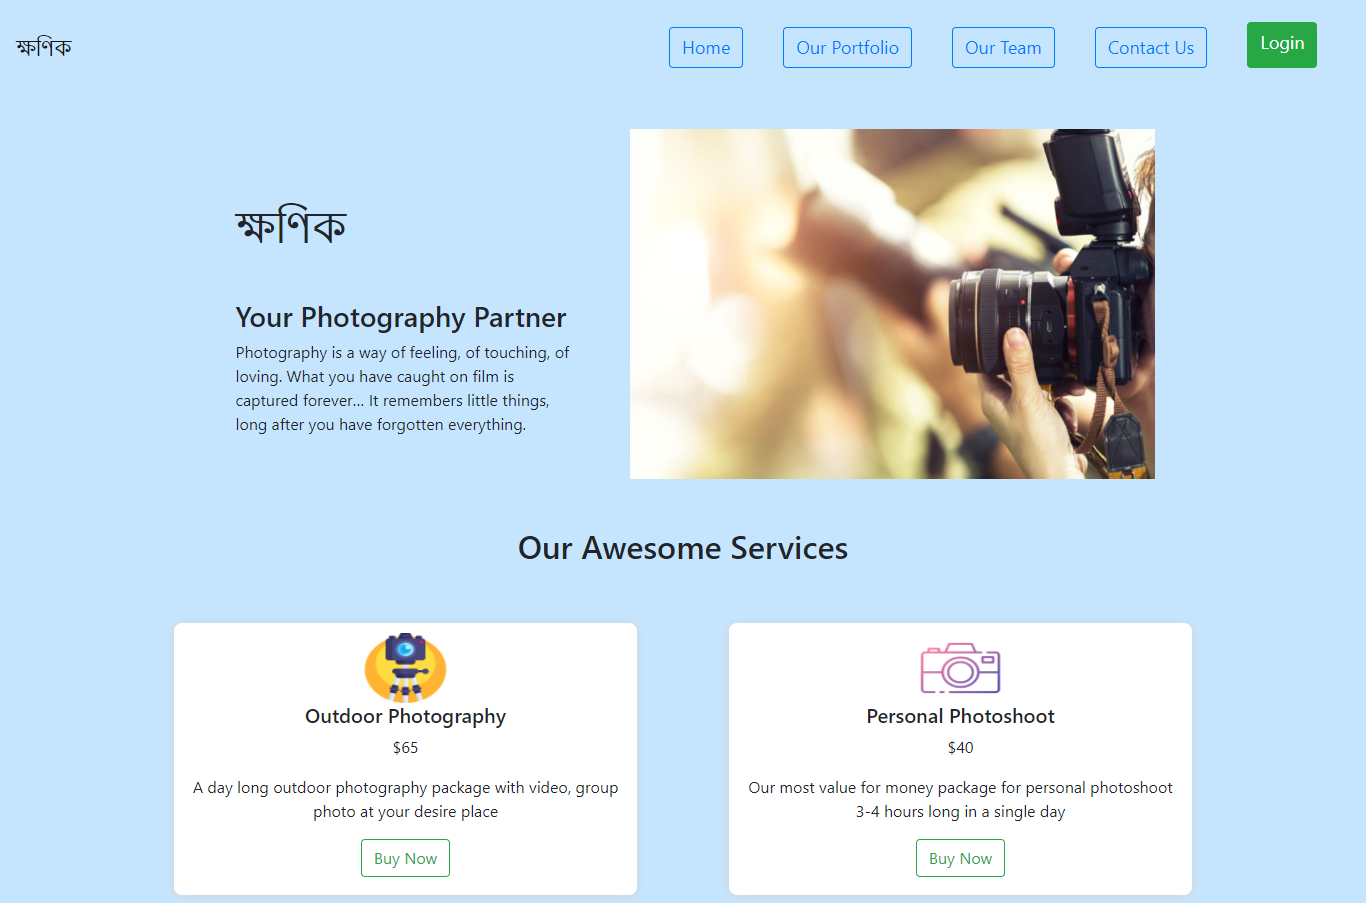 ক্ষণিক
Home
Our Portfolio
Our Team
Contact Us
Login
ক্ষণিক
Your Photography Partner
Photography is a way of feeling, of touching, of
loving. What you have caught on film is
captured forever... It remembers little things,
long after you have forgotten everything.
Our Awesome Services
Outdoor Photography
$65
A day long outdoor photography package with video, group
photo at your desire place
Buy Now
Personal Photoshoot
$40
Our most value for money package for personal photoshoot
3-4 hours long in a single day
Buy Now